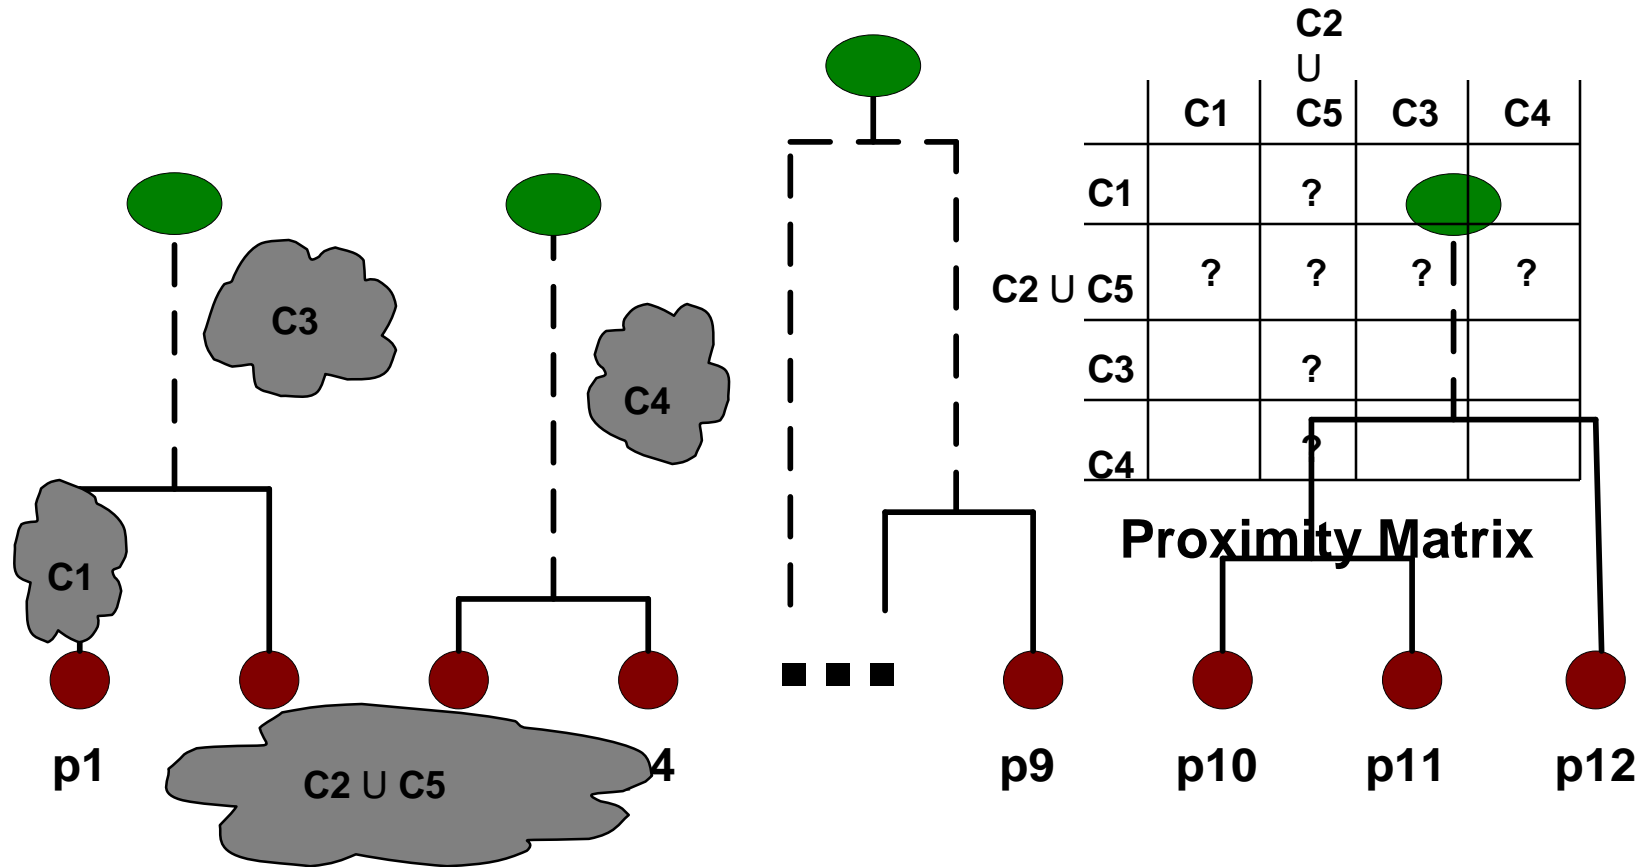 C2
U
C1 C5 C3 C4
C1 ?
C2 U C5 ? ? ? ?
C3 ?
C4 ?
Proximity Matrix
C3
C4
C1
p1 4 p9 p10 p11 p12
C2 U C5